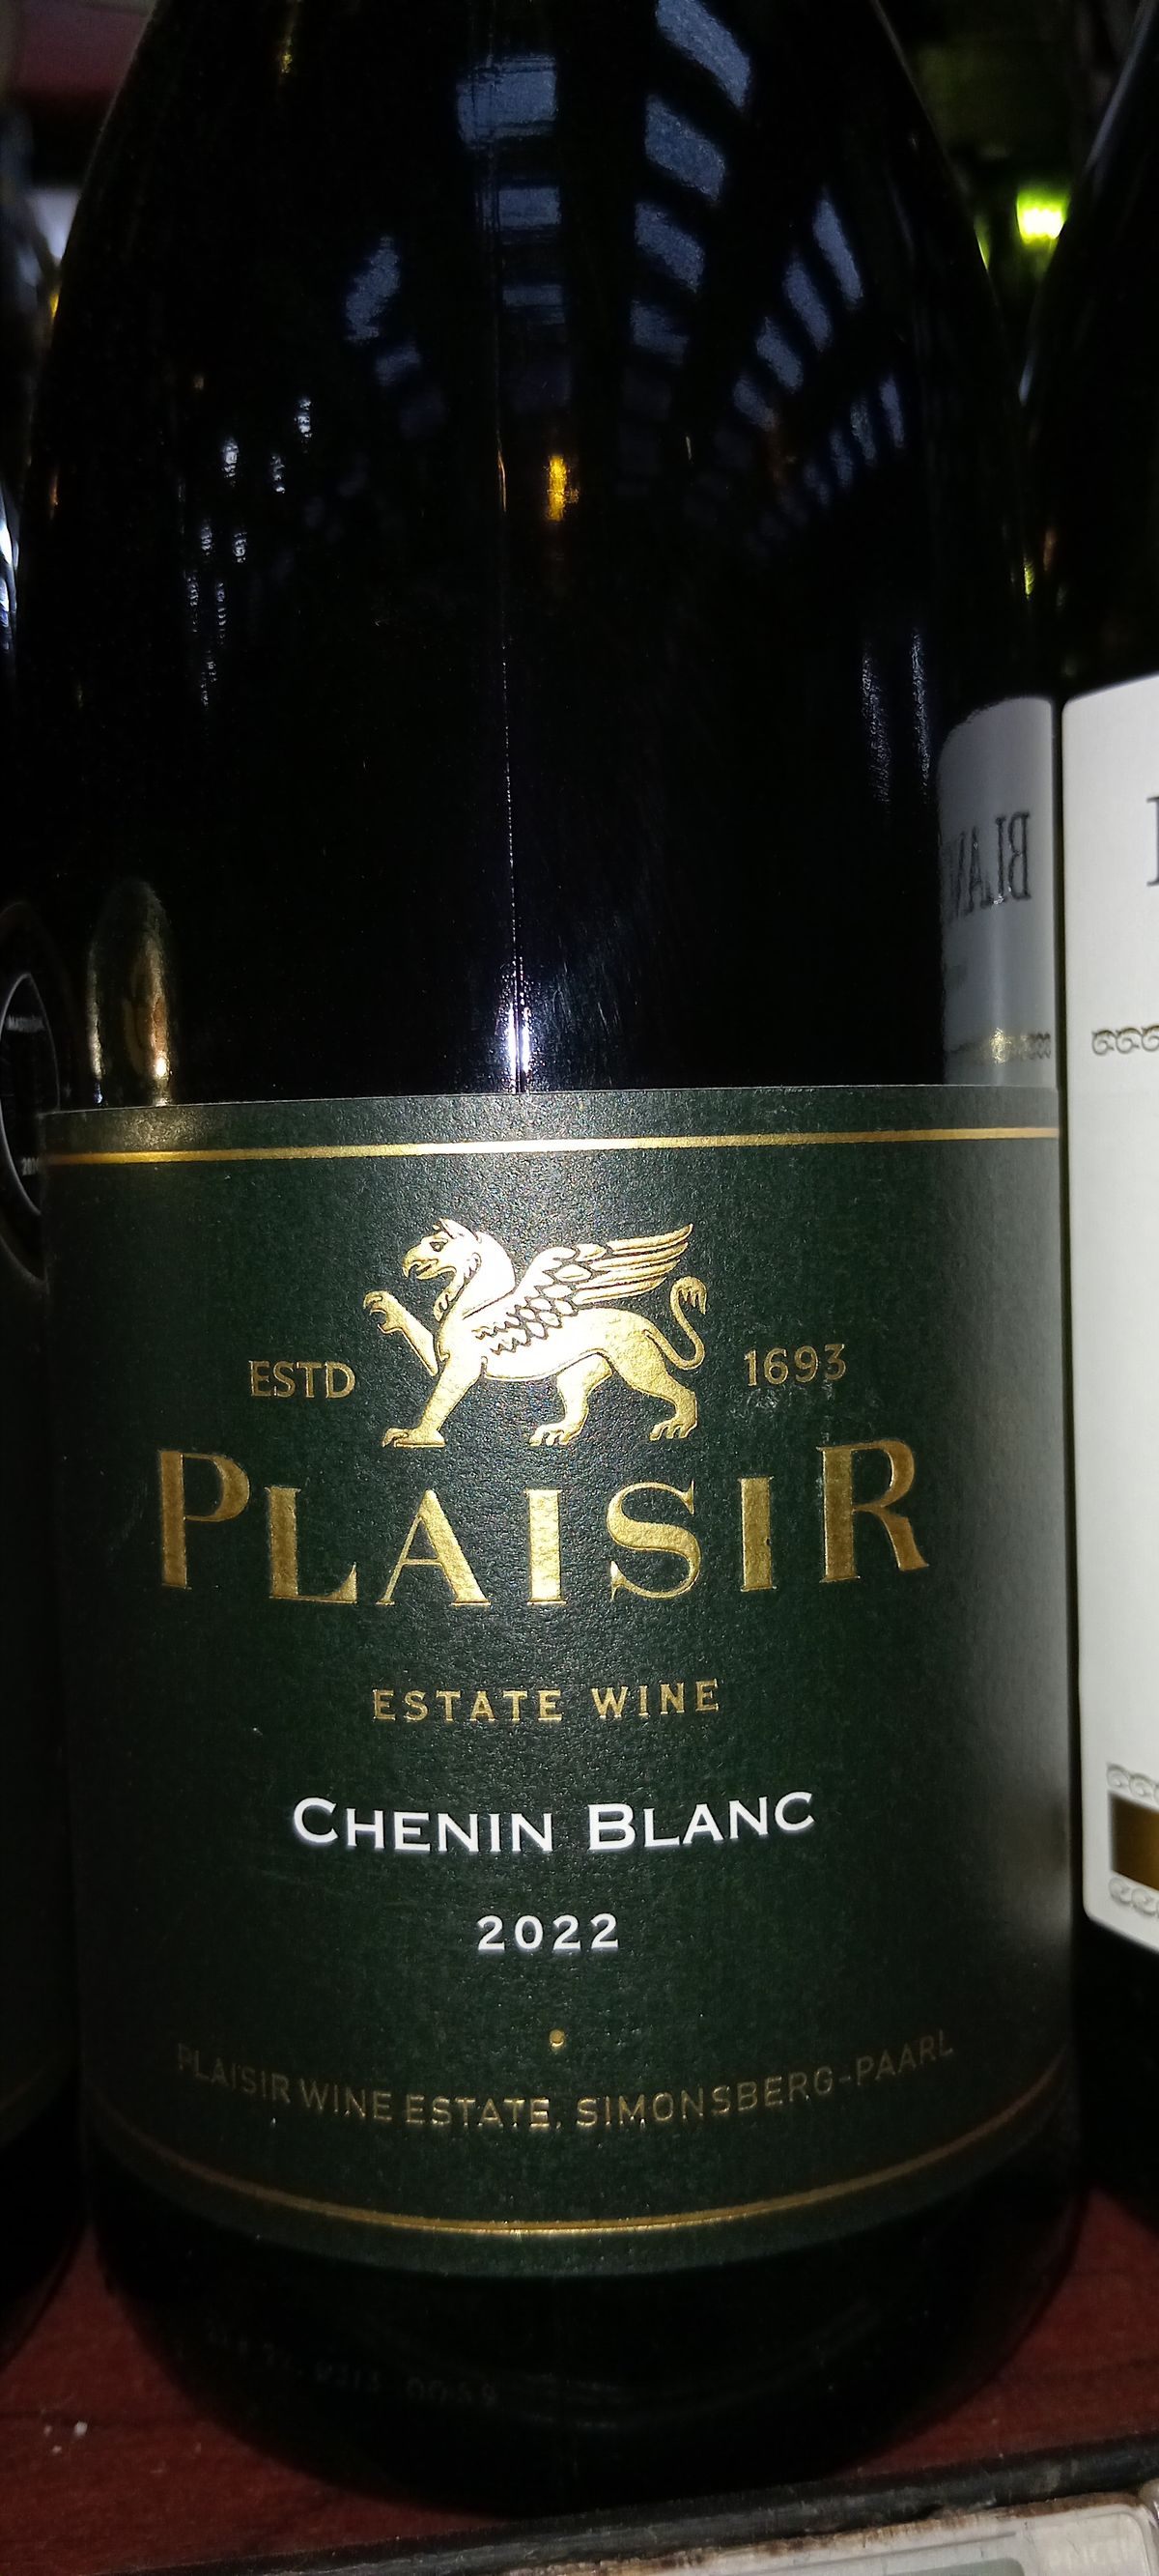 ESTD 1693
PLAISIR
ESTATE WINE
CHENIN BLANC
2022
PLAISIR WINE ESTATE, SIMONSBERG-PAARL